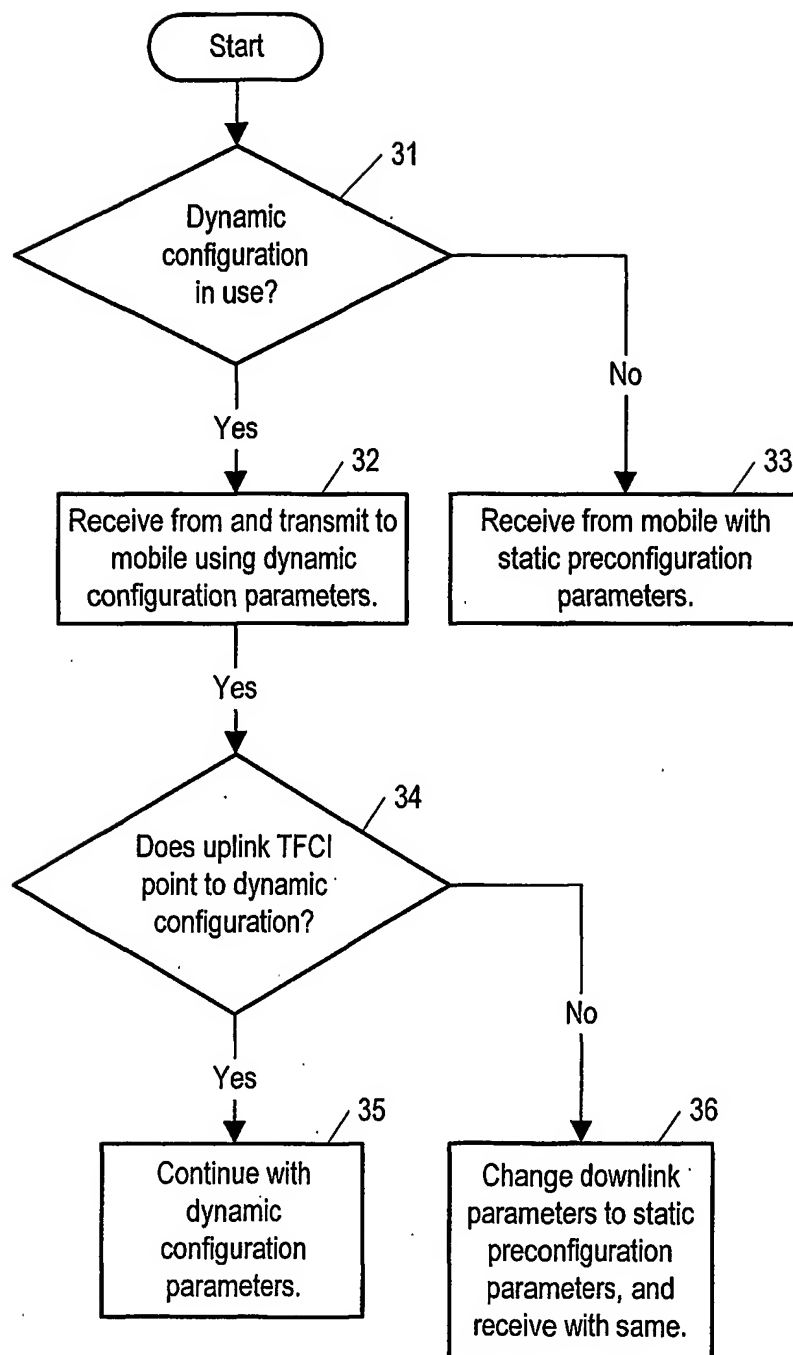 Start
31
Dynamic
configuration
in use?
No
Yes
32
Receive from and transmit to
mobile using dynamic
configuration parameters.
33
Receive from mobile with
static preconfiguration
parameters.
Yes
34
Does uplink TFCI
point to dynamic
configuration?
No
Yes
35
Continue with
dynamic
configuration
parameters.
36
Change downlink
parameters to static
preconfiguration
parameters, and
receive with same.